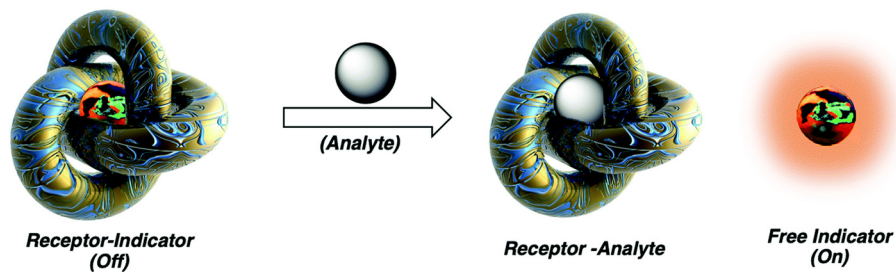 (Analyte)
Receptor-Indicator
(Off)
Receptor -Analyte
Free Indicator
(On)